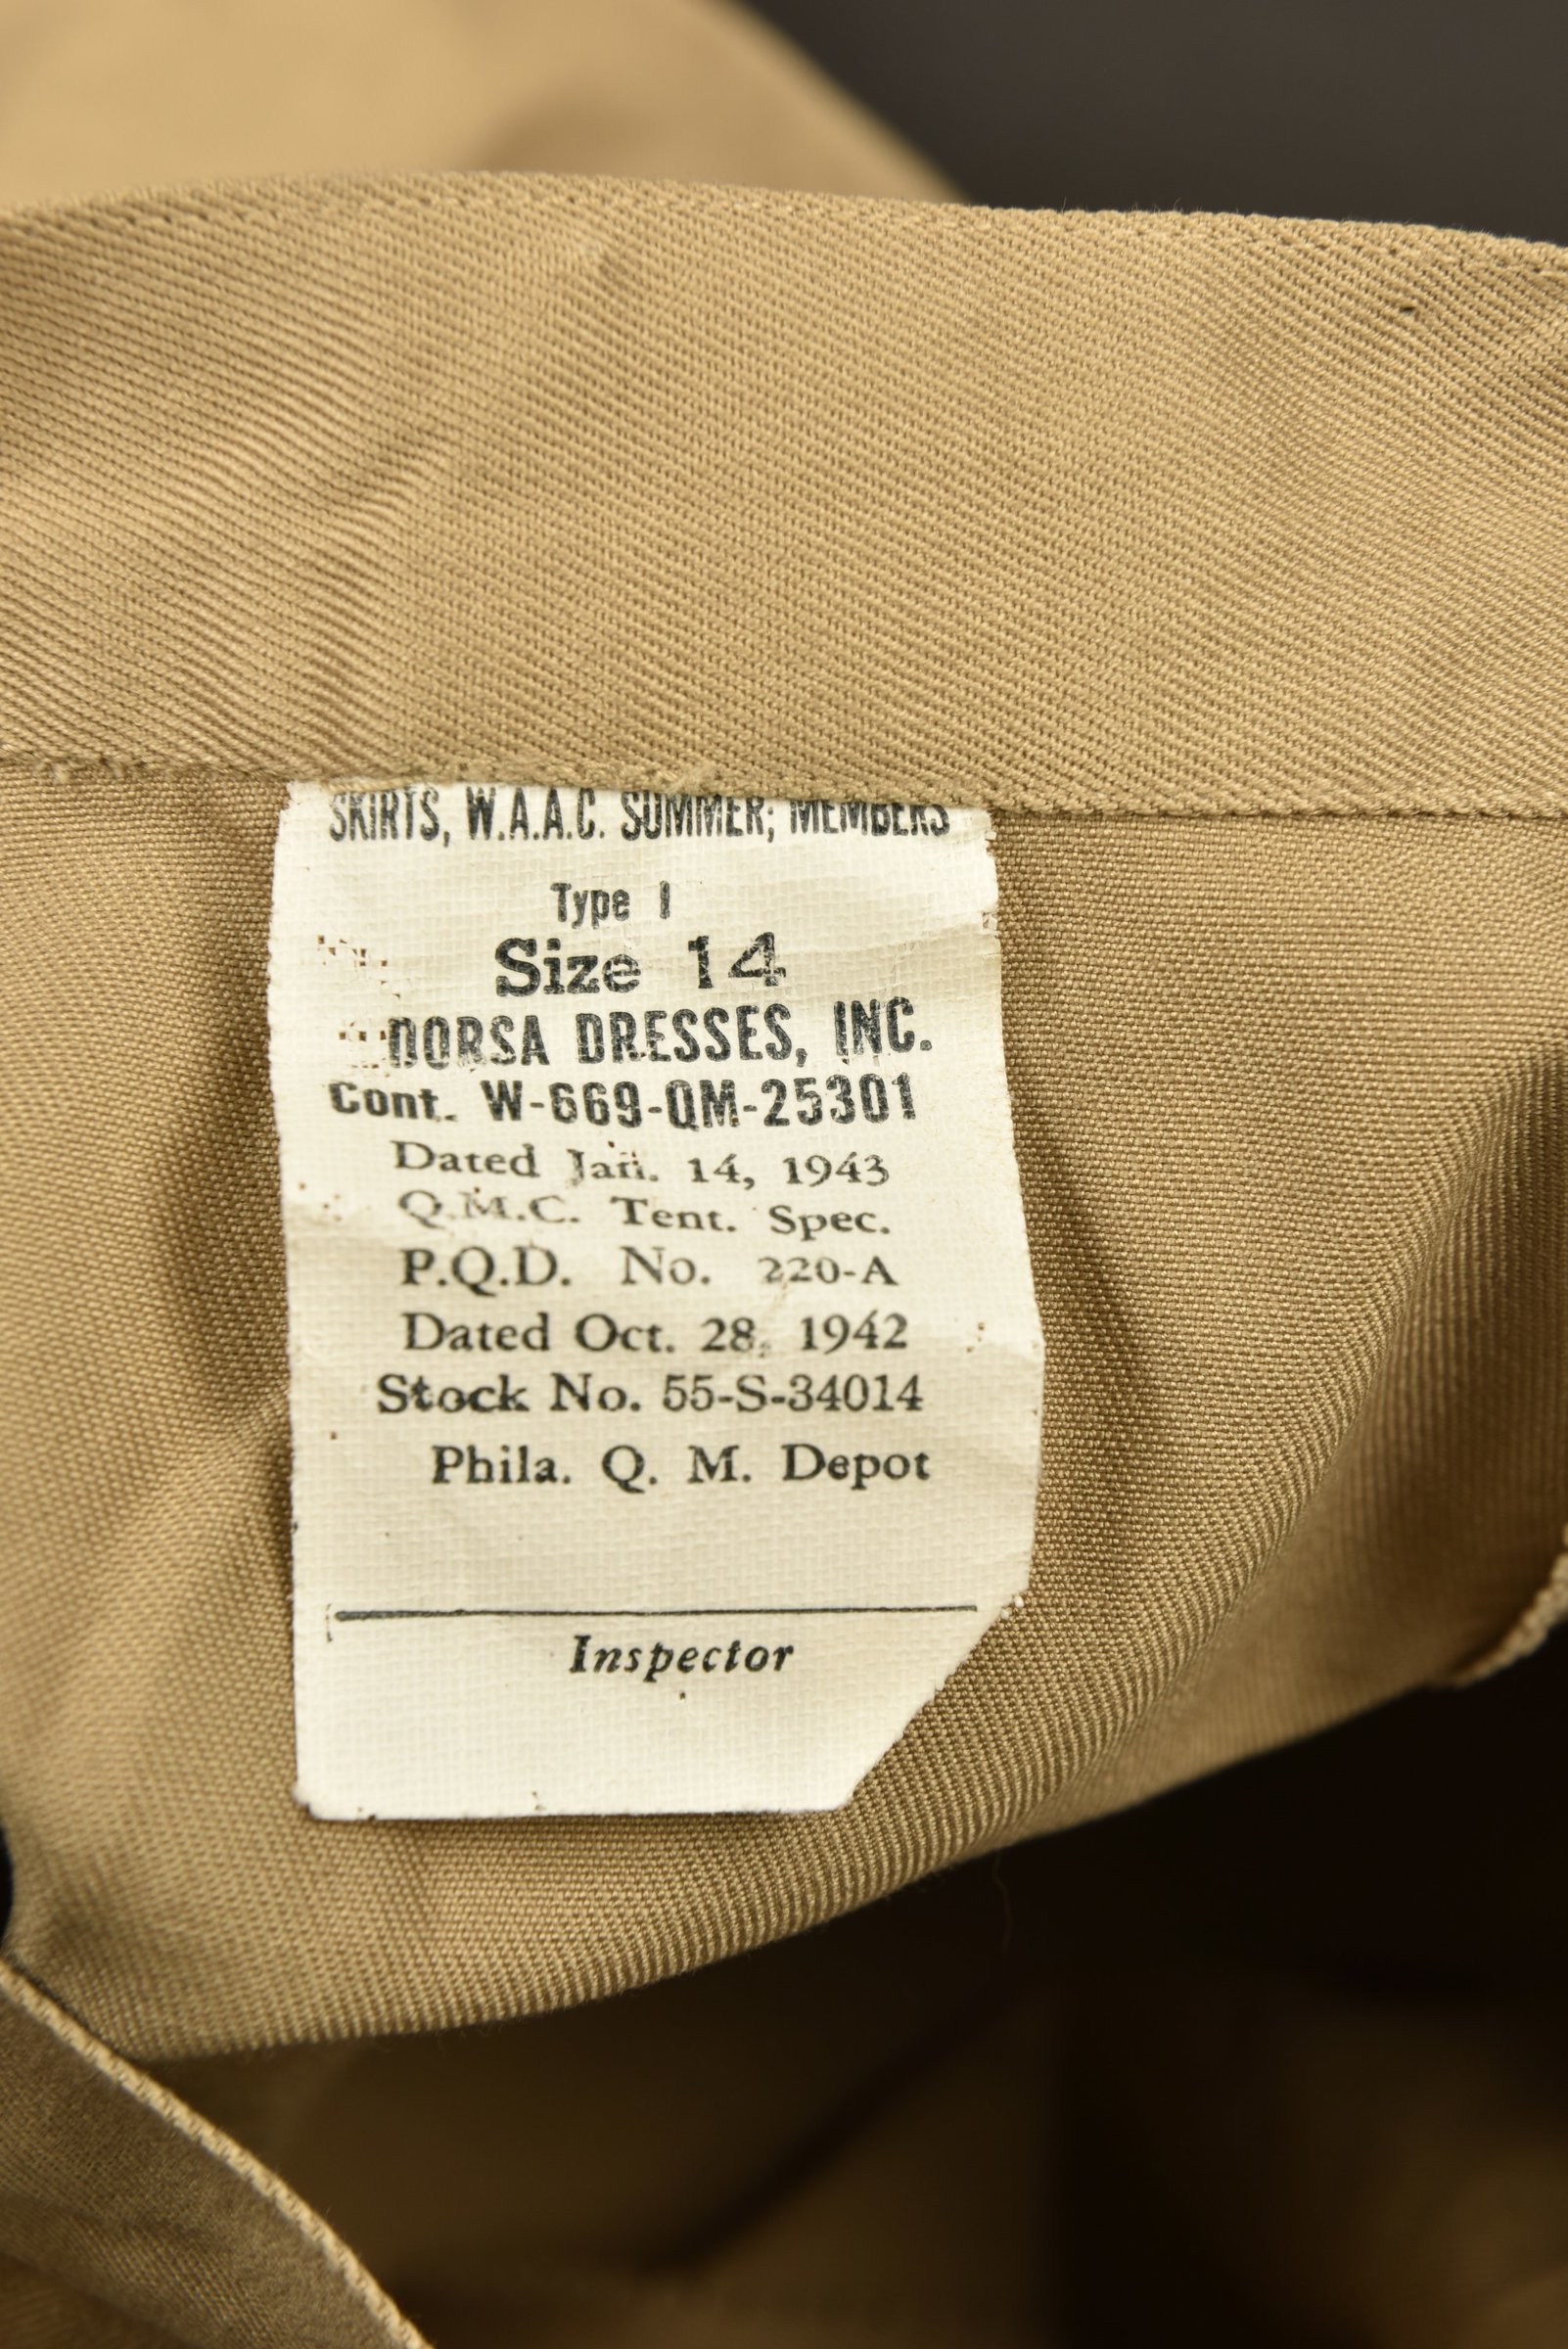 SKIRTS, W.A.A.C. SUMMER; MEMBERS
Type I
Size 14
DORSA DRESSES, INC.
Cont. W-669-QM-25301
Dated Jan. 14, 1943
Q.M.C. Tent. Spec.
P.Q.D. No. 220-A
Dated Oct. 28, 1942
Stock No. 55-S-34014
Phila. Q. M. Depot
Inspector